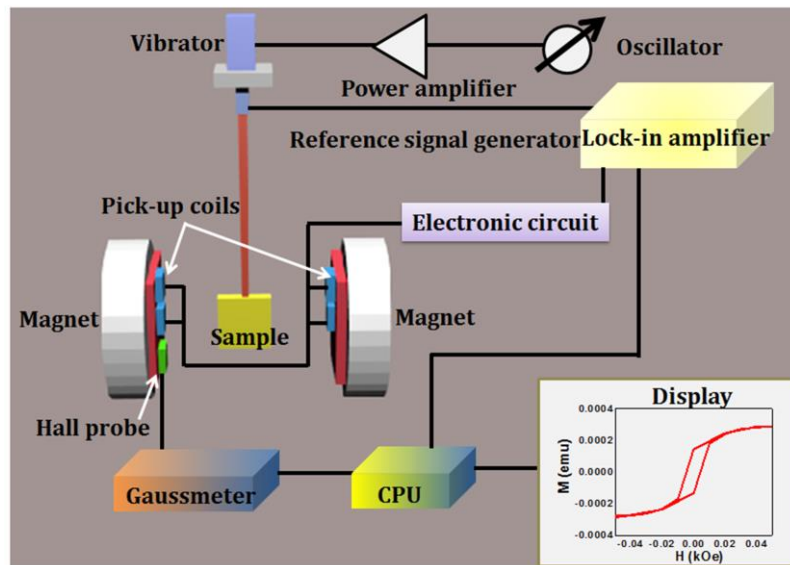 Vibrator
Oscillator
Power amplifier
Reference signal generator
Lock-in amplifier
Pick-up coils
Electronic circuit
Magnet
Sample
Magnet
Hall probe
Gaussmeter
CPU
Display
0.0004
0.0002
0.0000
-0.0002
-0.0004
M (emu)
-0.04 -0.02 0.00 0.02 0.04
H (kOe)